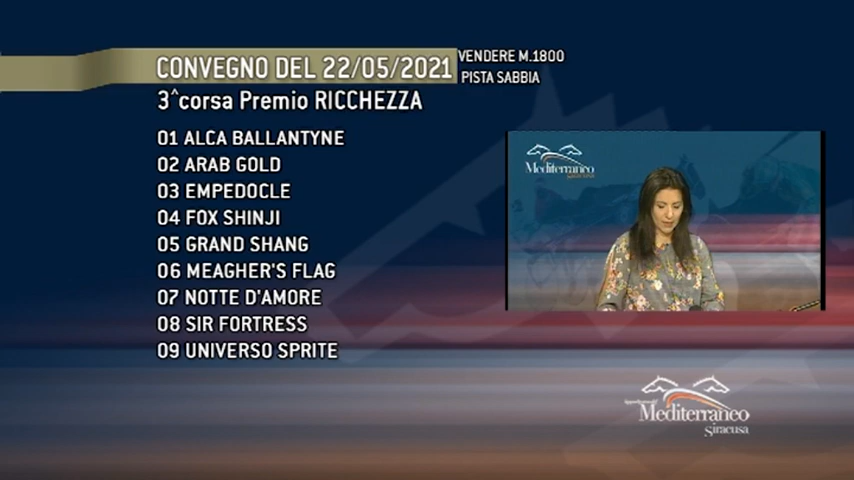 CONVEGNO DEL 22/05/2021
VENDERE M.1800
PISTA SABBIA
3^corsa Premio RICCHEZZA
01 ALCA BALLANTYNE
02 ARAB GOLD
03 EMPEDOCLE
04 FOX SHINJI
05 GRAND SHANG
06 MEAGHER'S FLAG
07 NOTTE D'AMORE
08 SIR FORTRESS
09 UNIVERSO SPRITE
Mediterraneo
Mediterraneo
Siracusa